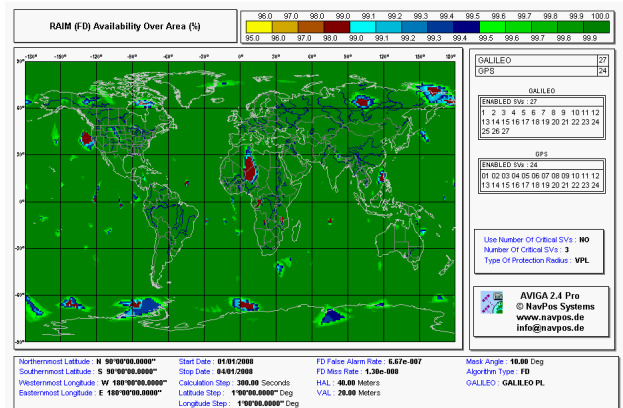 RAIM (FD) Availability Over Area (%)
96.0 97.0 98.0 99.0 99.1 99.2 99.3 99.4 99.5 99.6 99.7 99.8 99.9 100.0
95.0 96.0 97.0 98.0 99.0 99.1 99.2 99.3 99.4 99.5 99.6 99.7 99.8 99.9
GALILEO 27
GPS 24
GALILEO
ENABLED SVs : 27
1 2 3 4 5 6 7 8 9 10 11 12
13 14 15 16 17 18 19 20 21 22 23 24
25 26 27
GPS
ENABLED SVs : 24
01 02 03 04 05 06 07 08 09 10 11 12
13 14 15 16 17 18 19 20 21 22 23 24
Use Number Of Critical SVs : NO
Number Of Critical SVs : 3
Type Of Protection Radius : VPL
AVIGA 2.4 Pro
© NavPos Systems
www.navpos.de
info@navpos.de
Northernmost Latitude : N 90°00'00.0000"
Southernmost Latitude : S 90°00'00.0000"
Westernmost Longitude : W 180°00'00.0000"
Easternmost Longitude : E 180°00'00.0000"
Start Date : 01/01/2008
Stop Date : 04/01/2008
Calculation Step : 300.00 Seconds
Latitude Step : 1°00'00.0000" Deg
Longitude Step : 1°00'00.0000" Deg
FD False Alarm Rate : 6.67e-007
FD Miss Rate : 1.30e-008
HAL : 40.00 Meters
VAL : 20.00 Meters
Mask Angle : 10.00 Deg
Algorithm Type : FD
GALILEO : GALILEO PL